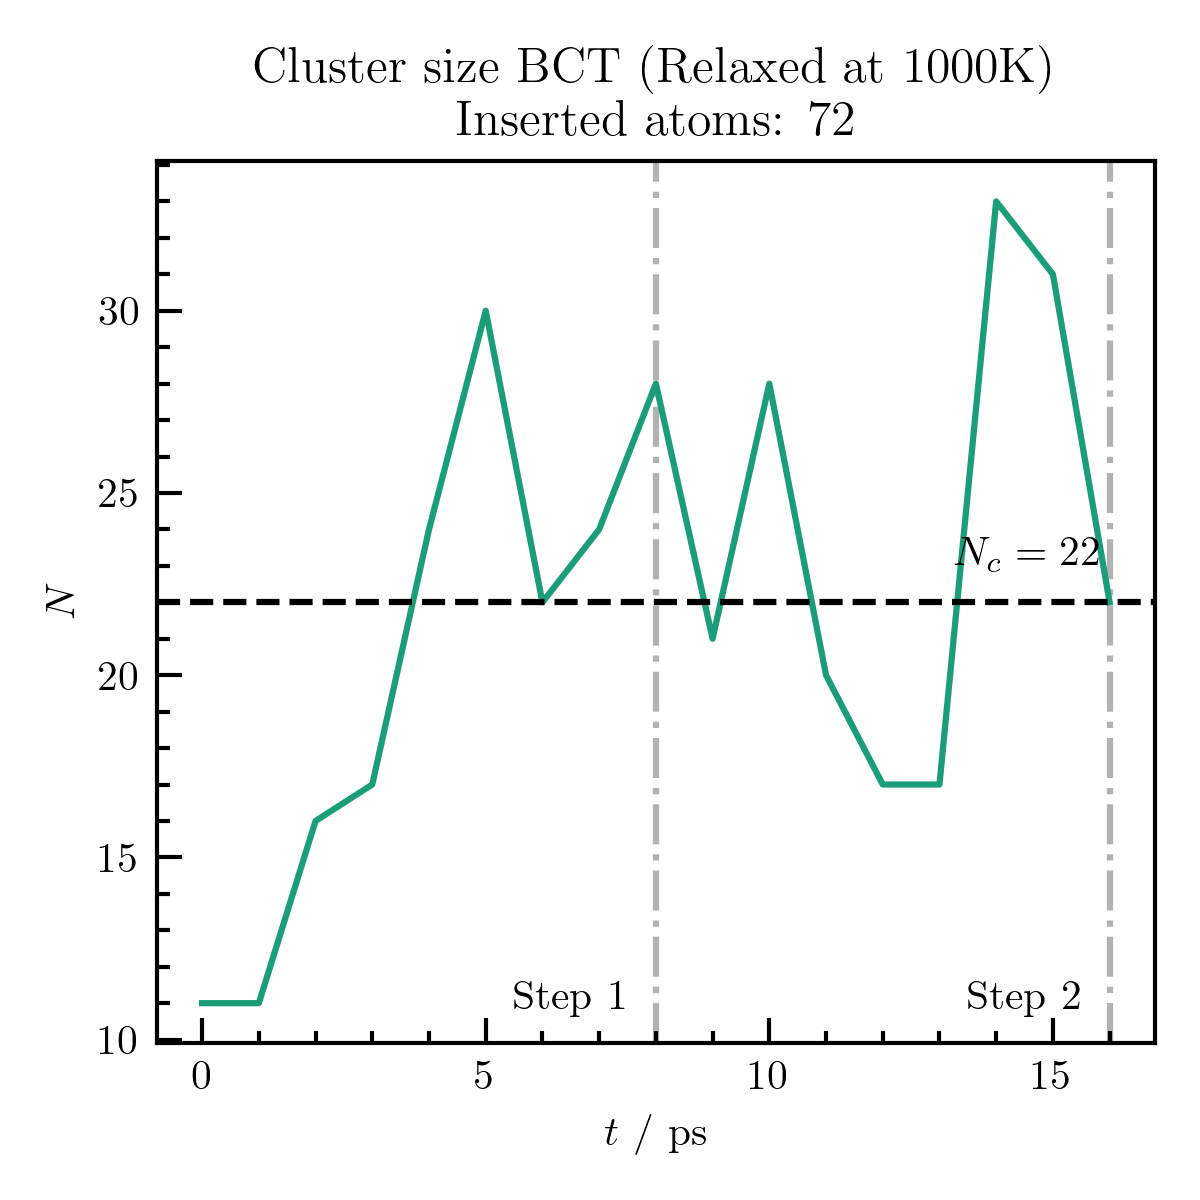 Cluster size BCT (Relaxed at 1000K)
Inserted atoms: 72
30
25
20
15
10
N
N_c = 22
Step 1
Step 2
0 5 10 15
t / ps